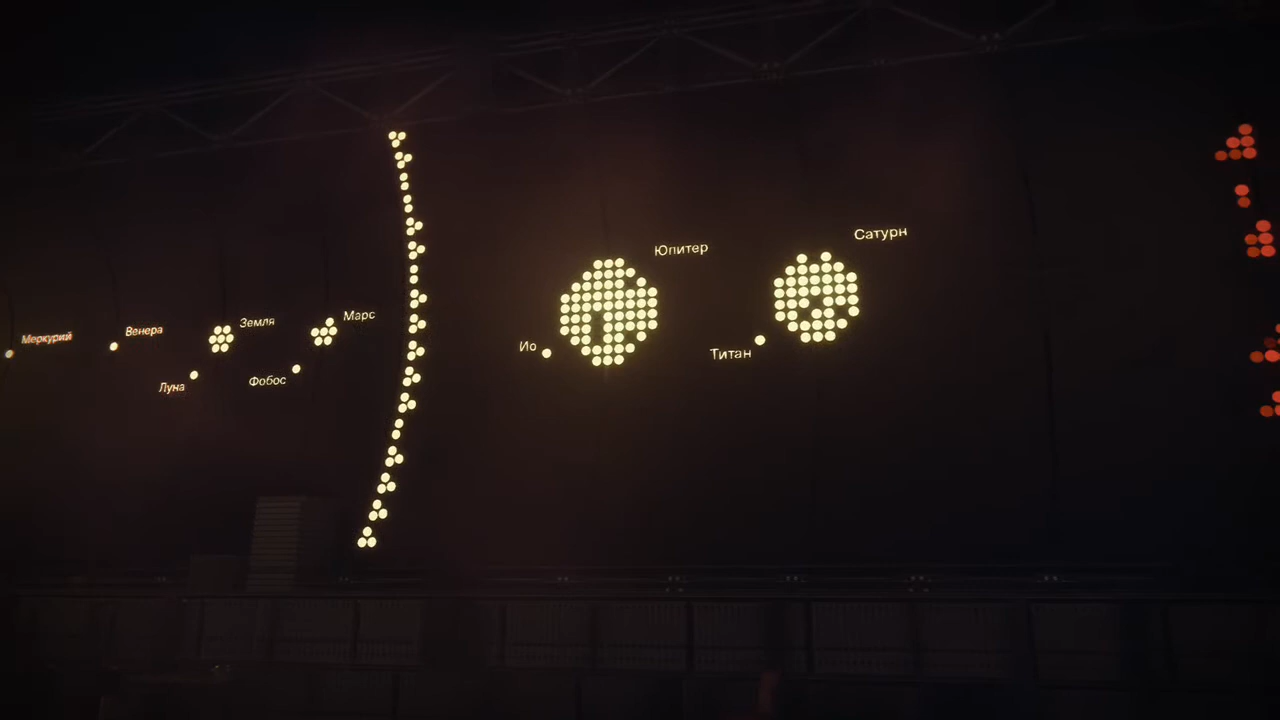 Меркурий
Венера
Земля
Луна
Марс
Фобос
Юпитер
Ио
Сатурн
Титан